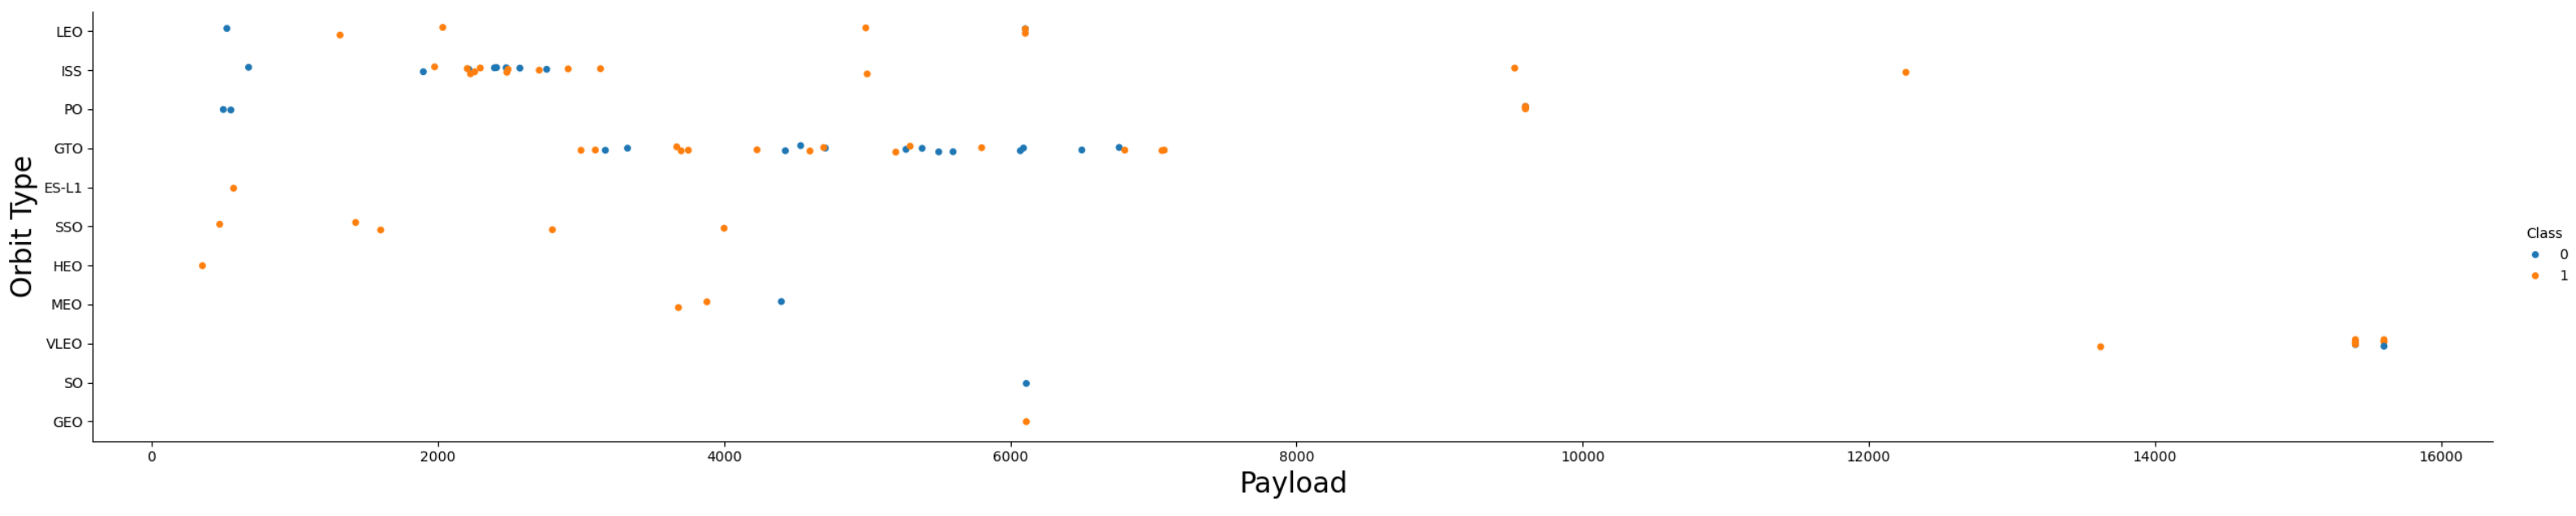 Orbit Type
LEO
ISS
PO
GTO
ES-L1
SSO
HEO
MEO
VLEO
SO
GEO
0 2000 4000 6000 8000 10000 12000 14000 16000
Payload
Class
0
1